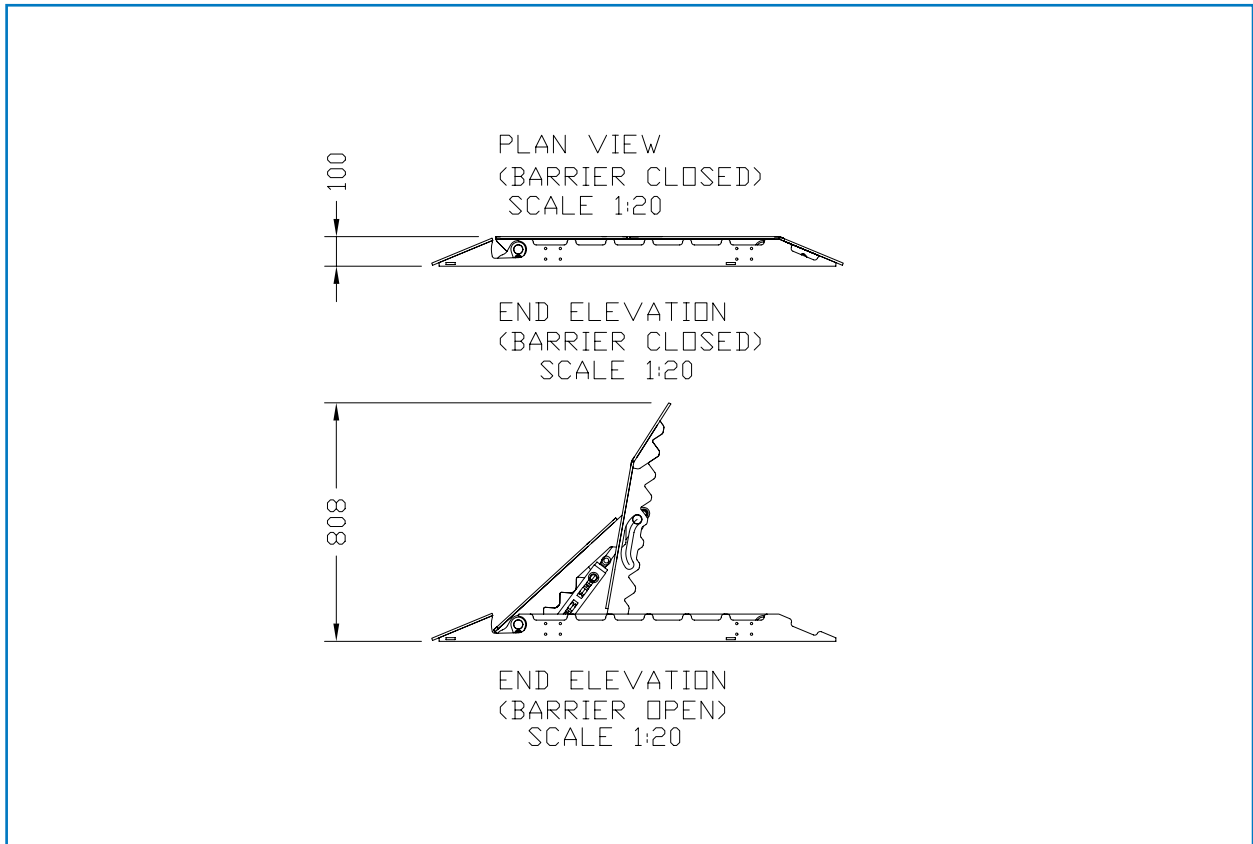 PLAN VIEW
(BARRIER CLOSED)
SCALE 1:20
100
END ELEVATION
(BARRIER CLOSED)
SCALE 1:20
808
END ELEVATION
(BARRIER OPEN)
SCALE 1:20